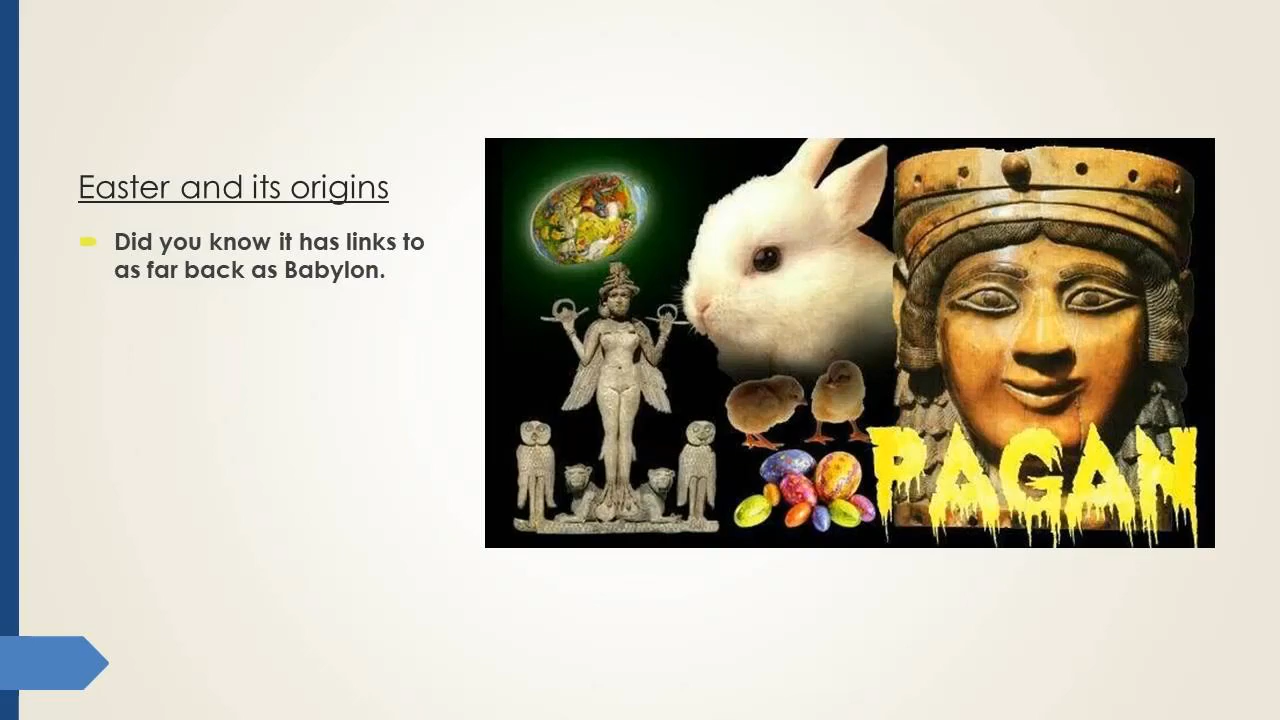 Easter and its origins
Did you know it has links to
as far back as Babylon.
PAGAN